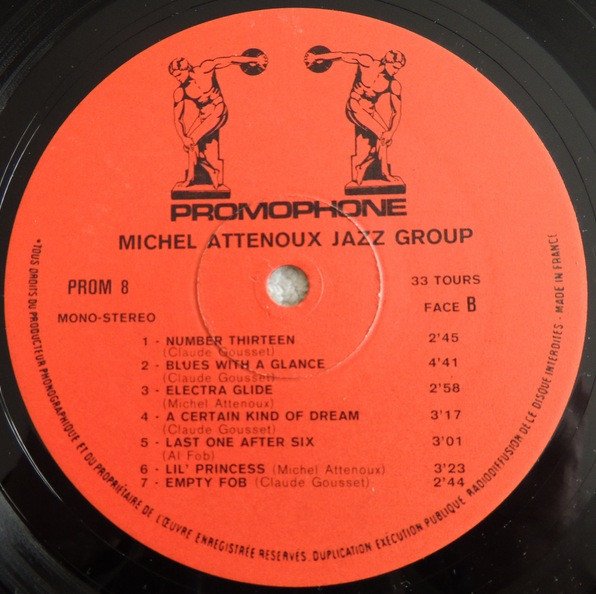 PROMOPHONE
MICHEL ATTENOUX JAZZ GROUP
PROM 8
33 TOURS
MONO-STEREO
FACE B
1 - NUMBER THIRTEEN 2'45
(Claude Gousset)
2 - BLUES WITH A GLANCE 4'41
(Claude Gousset)
3 - ELECTRA GLIDE 2'58
(Michel Attenoux)
4 - A CERTAIN KIND OF DREAM 3'17
(Claude Gousset)
5 - LAST ONE AFTER SIX 3'01
(Al Fob)
6 - LIL' PRINCESS (Michel Attenoux) 3'23
7 - EMPTY FOB (Claude Gousset) 2'44
*TOUS DROITS DU PRODUCTEUR PHONOGRAPHIQUE ET DU PROPRIÉTAIRE DE L'ŒUVRE ENREGISTRÉE RESERVÉS. DUPLICATION EXÉCUTION PUBLIQUE, RADIODIFFUSION DE CE DISQUE INTERDITES - MADE IN FRANCE